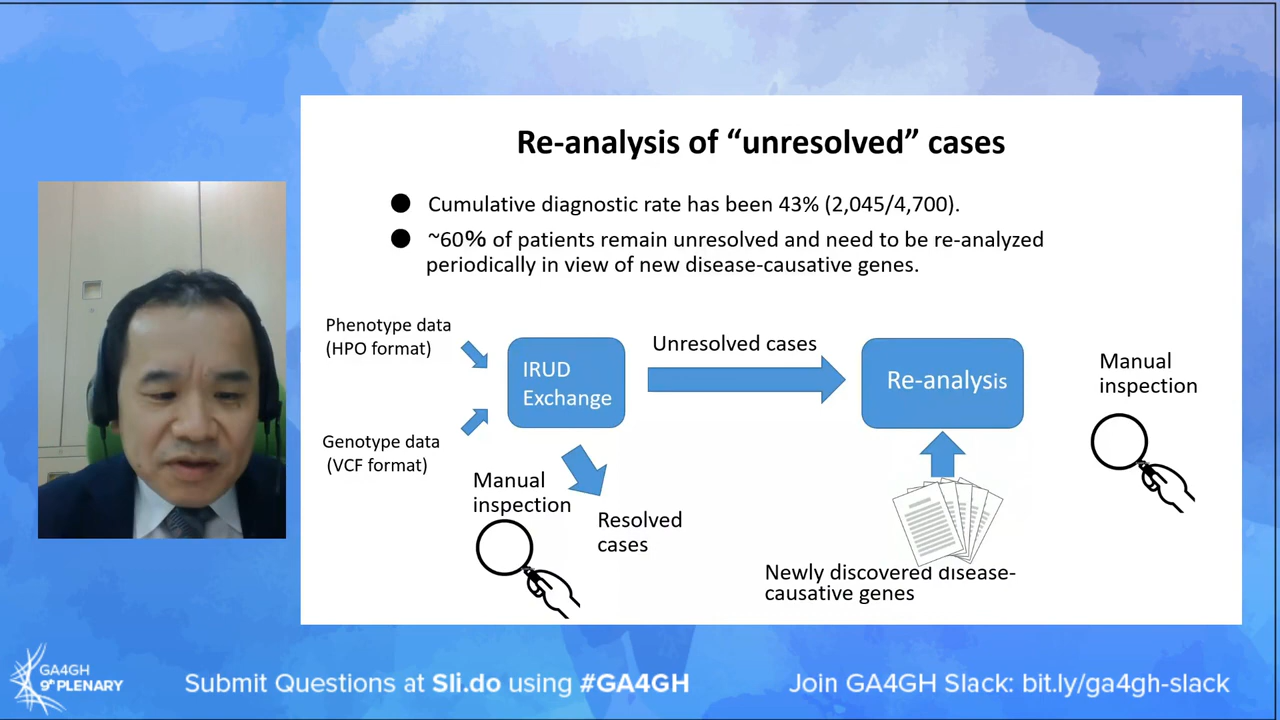 Re-analysis of “unresolved” cases
● Cumulative diagnostic rate has been 43% (2,045/4,700).
● ~60% of patients remain unresolved and need to be re-analyzed
periodically in view of new disease-causative genes.
Phenotype data
(HPO format)
Genotype data
(VCF format)
IRUD
Exchange
Unresolved cases
Re-analysis
Manual
inspection
Manual
inspection
Resolved
cases
Newly discovered disease-
causative genes
GA4GH
9th PLENARY
Submit Questions at Sli.do using #GA4GH
Join GA4GH Slack: bit.ly/ga4gh-slack